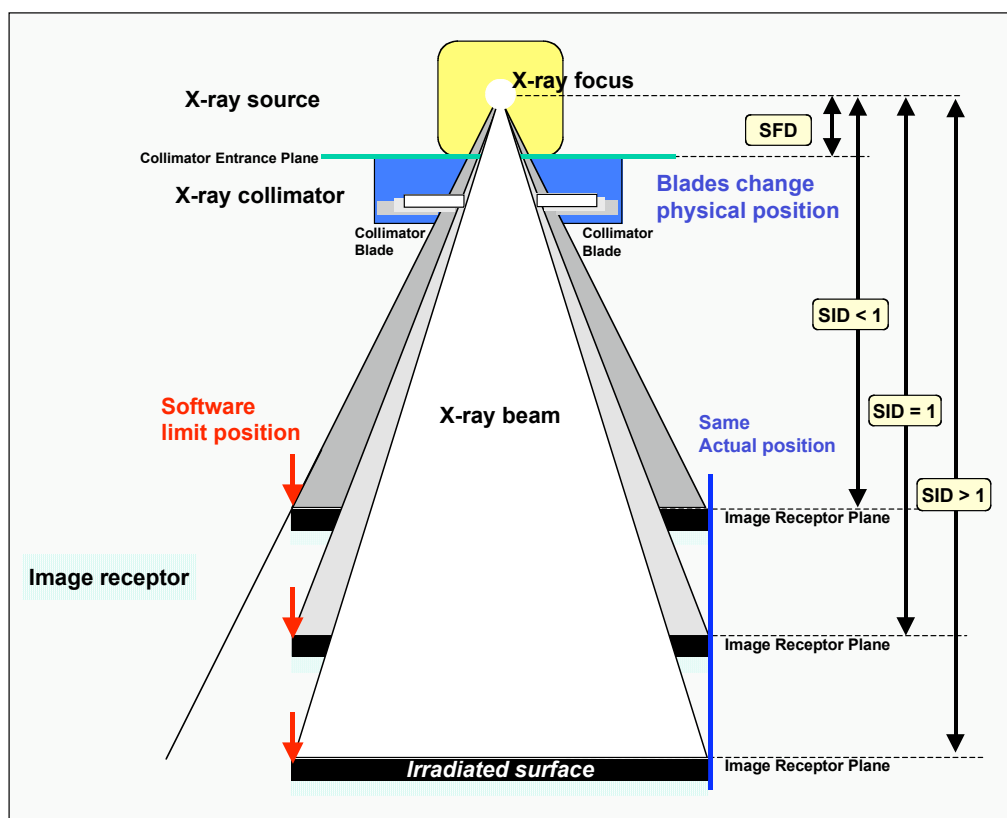 X-ray focus
X-ray source
SFD
Collimator Entrance Plane
X-ray collimator
Blades change
physical position
Collimator
Blade
Collimator
Blade
SID < 1
Software
limit position
X-ray beam
SID = 1
Same
Actual position
SID > 1
Image Receptor Plane
Image receptor
Image Receptor Plane
Irradiated surface
Image Receptor Plane